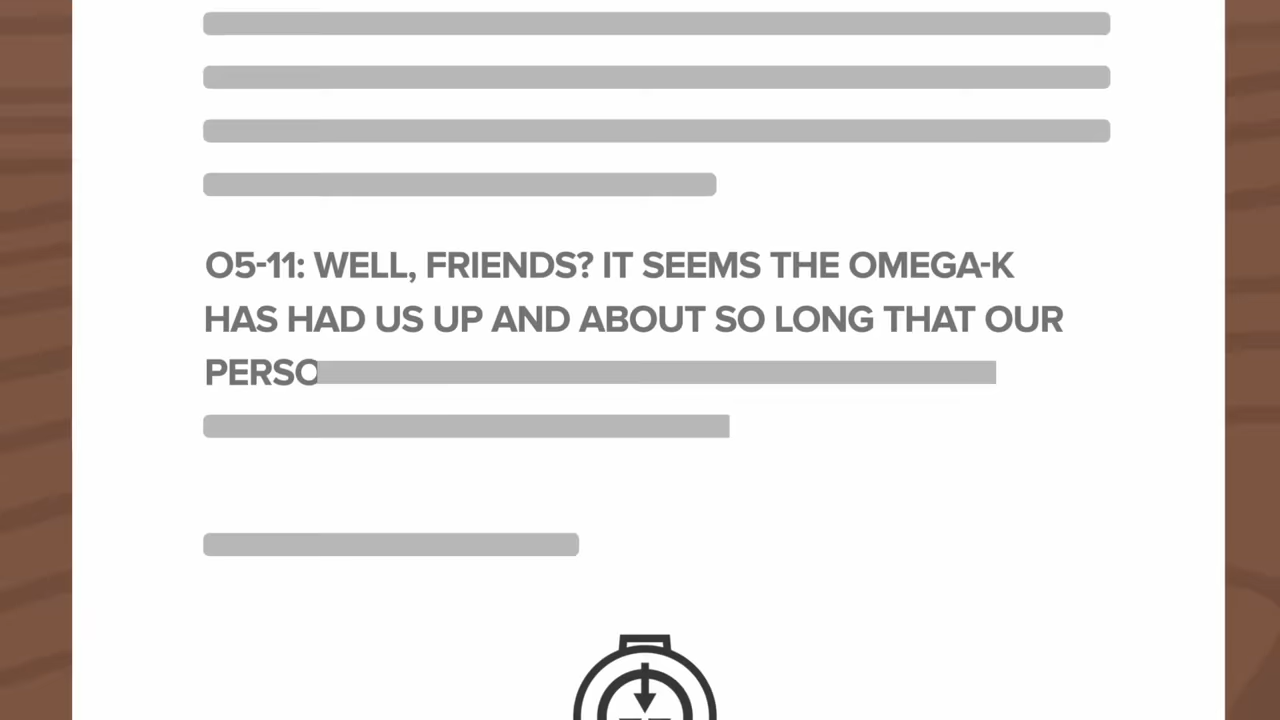 O5-11: WELL, FRIENDS? IT SEEMS THE OMEGA-K
HAS HAD US UP AND ABOUT SO LONG THAT OUR
PERSO